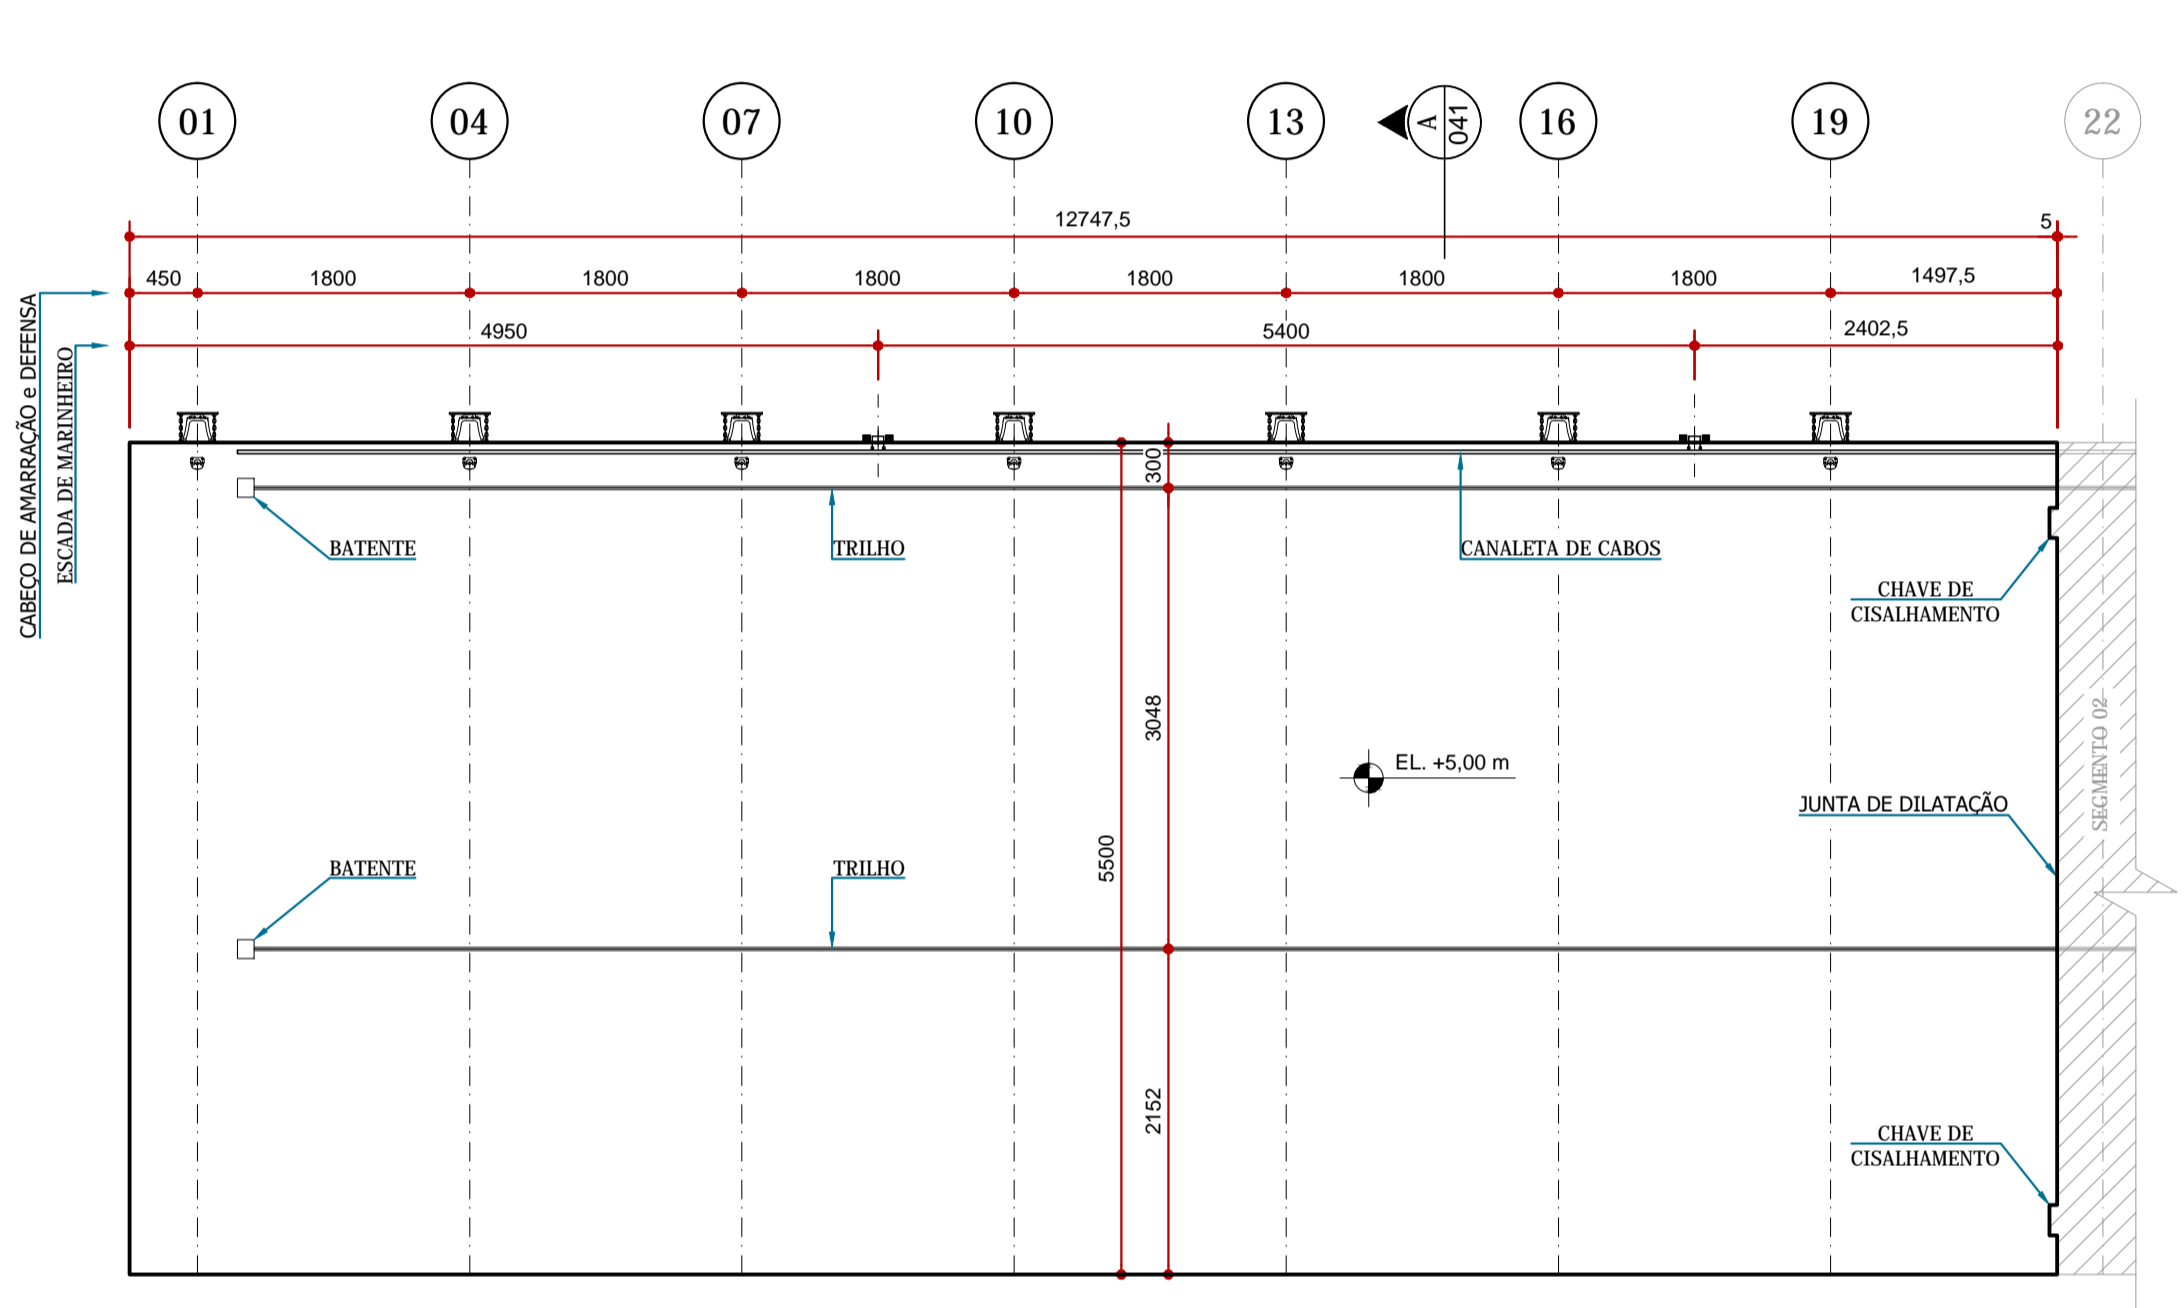 01
04
07
10
13
A
041
16
19
22
12747,5
5
450
1800
1800
1800
1800
1800
1800
1497,5
4950
5400
2402,5
CABEÇO DE AMARRAÇÃO e DEFENSA
ESCADA DE MARINHEIRO
300
BATENTE
TRILHO
CANALETA DE CABOS
CHAVE DE
CISALHAMENTO
3048
EL. +5,00 m
SEGMENTO 02
JUNTA DE DILATAÇÃO
5500
BATENTE
TRILHO
2152
CHAVE DE
CISALHAMENTO